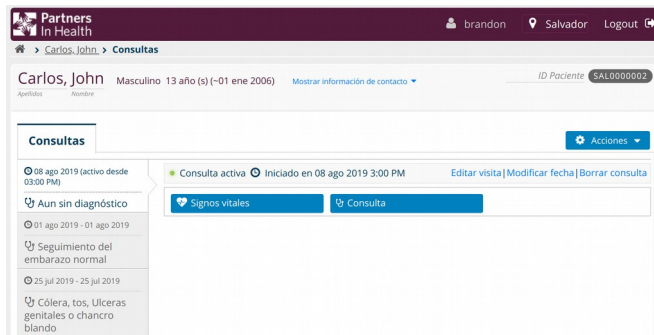 Partners
In Health
brandon Salvador Logout
Carlos, John > Consultas
Carlos, John Masculino 13 año (s) (~01 ene 2006) Mostrar información de contacto ID Paciente SAL0000002
Apellidos Nombre
Consultas
Acciones
08 ago 2019 (activo desde
03:00 PM)
Consulta activa Iniciado en 08 ago 2019 3:00 PM Editar visita|Modificar fecha|Borrar consulta
Aun sin diagnóstico
Signos vitales Consulta
01 ago 2019 - 01 ago 2019
Seguimiento del
embarazo normal
25 jul 2019 - 25 jul 2019
Cólera, tos, Ulceras
genitales o chancro
blando